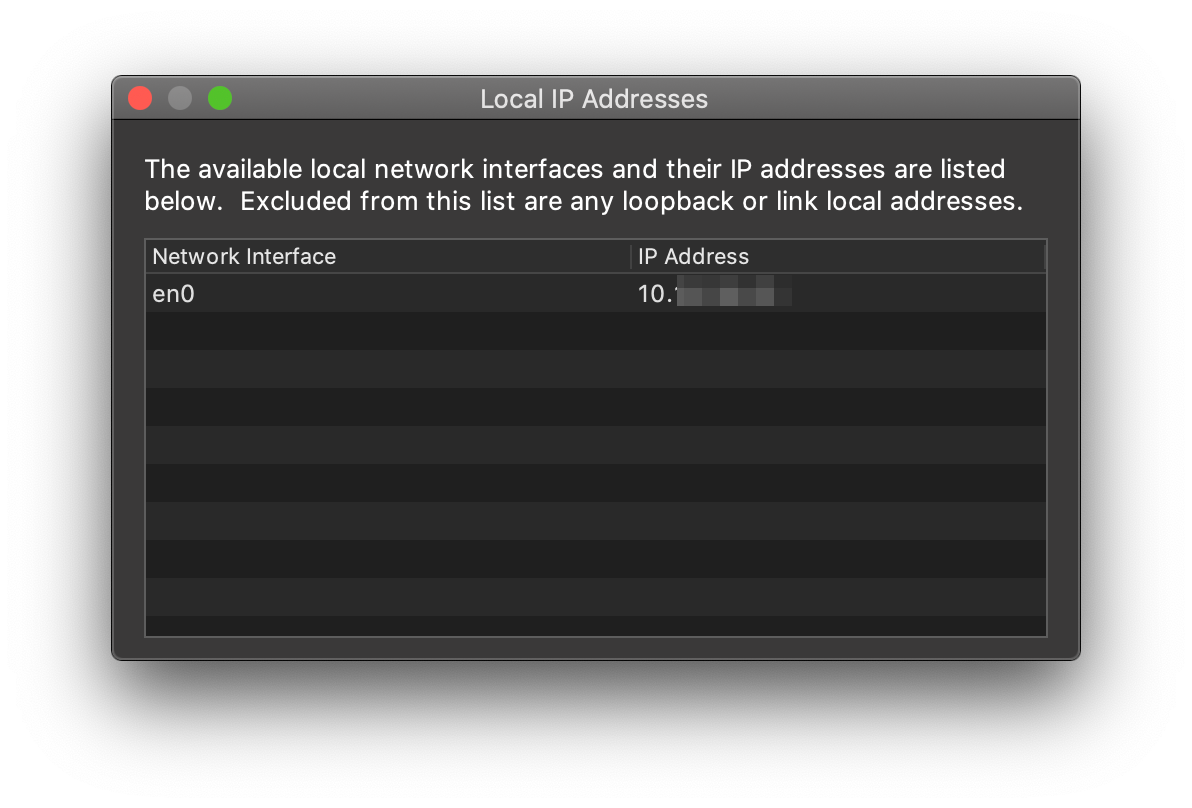 Local IP Addresses
The available local network interfaces and their IP addresses are listed
below.  Excluded from this list are any loopback or link local addresses.
Network Interface IP Address
en0 10.